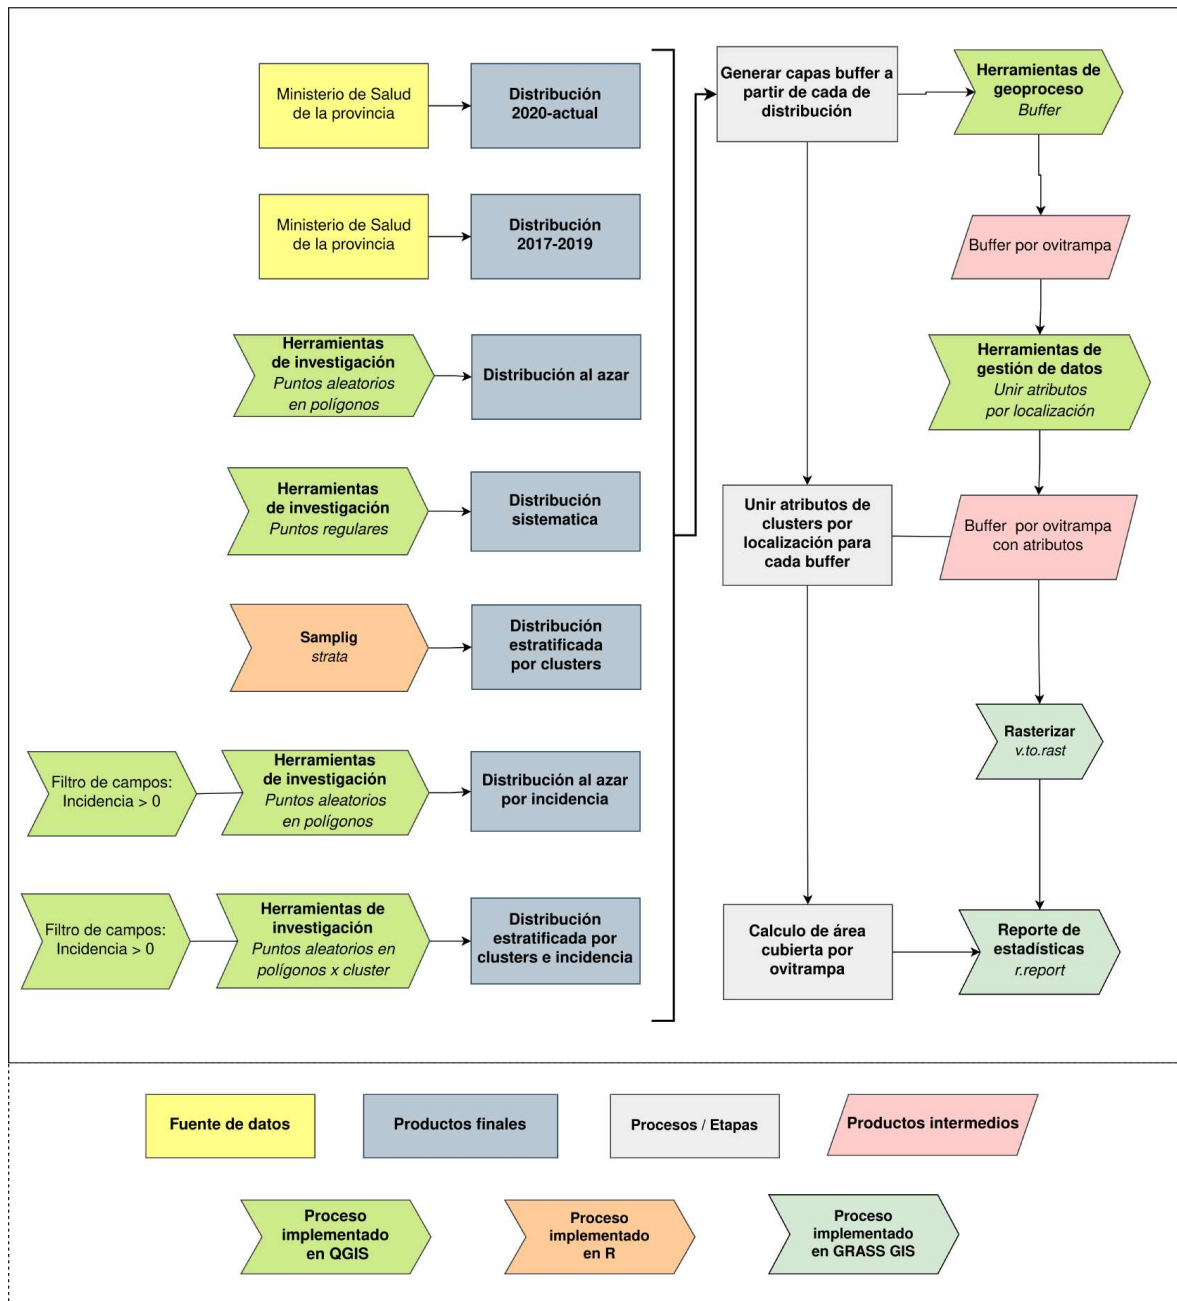 Ministerio de Salud
de la provincia
Distribución
2020-actual
Ministerio de Salud
de la provincia
Distribución
2017-2019
Herramientas
de investigación
Puntos aleatorios
en polígonos
Distribución al azar
Herramientas
de investigación
Puntos regulares
Distribución
sistematica
Samplig
strata
Distribución
estratificada
por clusters
Filtro de campos:
Incidencia > 0
Herramientas
de investigación
Puntos aleatorios
en polígonos
Distribución al azar
por incidencia
Filtro de campos:
Incidencia > 0
Herramientas de
investigación
Puntos aleatorios en
polígonos x cluster
Distribución
estratificada por
clusters e incidencia
Generar capas buffer a
partir de cada de
distribución
Herramientas de
geoproceso
Buffer
Buffer por ovitrampa
Herramientas de
gestión de datos
Unir atributos
por localización
Unir atributos de
clusters por
localización para
cada buffer
Buffer por ovitrampa
con atributos
Rasterizar
v.to.rast
Calculo de área
cubierta por
ovitrampa
Reporte de
estadísticas
r.report
Fuente de datos
Productos finales
Procesos / Etapas
Productos intermedios
Proceso
implementado
en QGIS
Proceso
implementado
en R
Proceso
implementado
en GRASS GIS